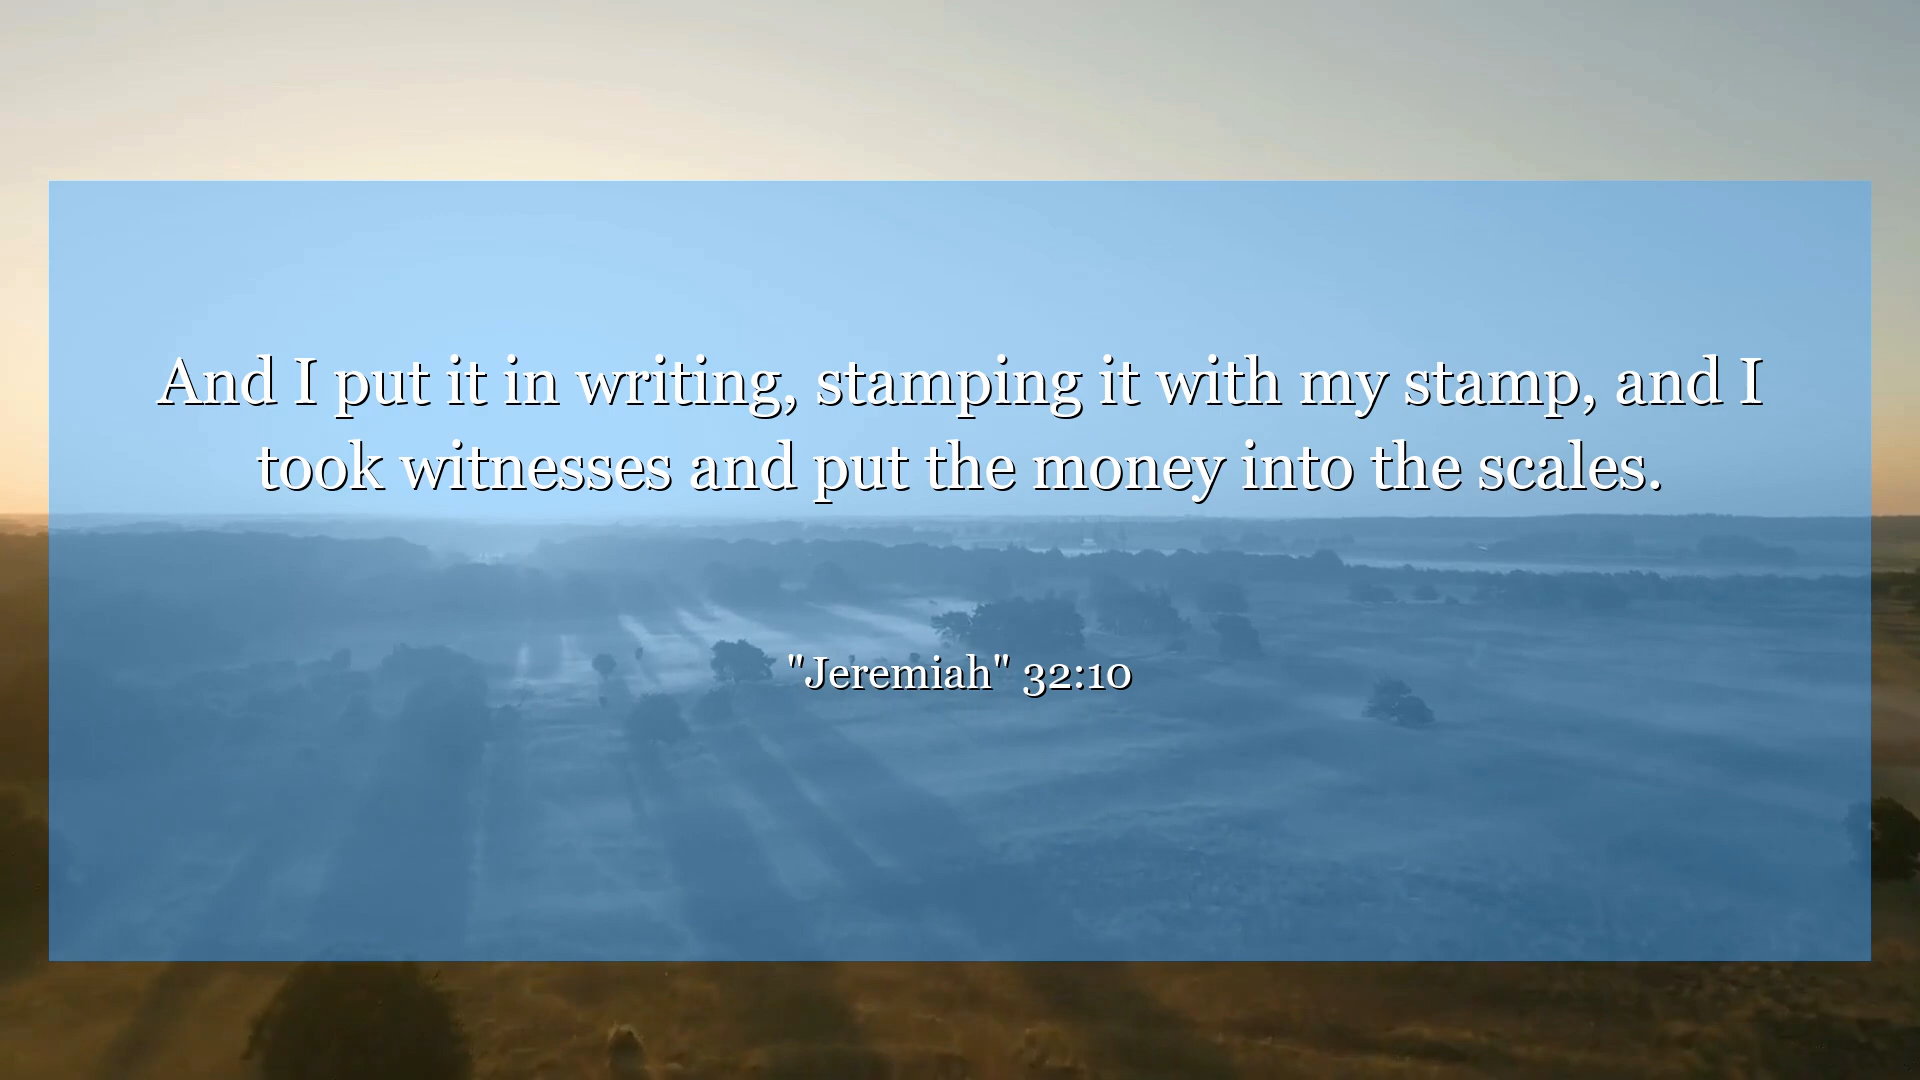 And I put it in writing, stamping it with my stamp, and I
took witnesses and put the money into the scales.
"Jeremiah" 32:10